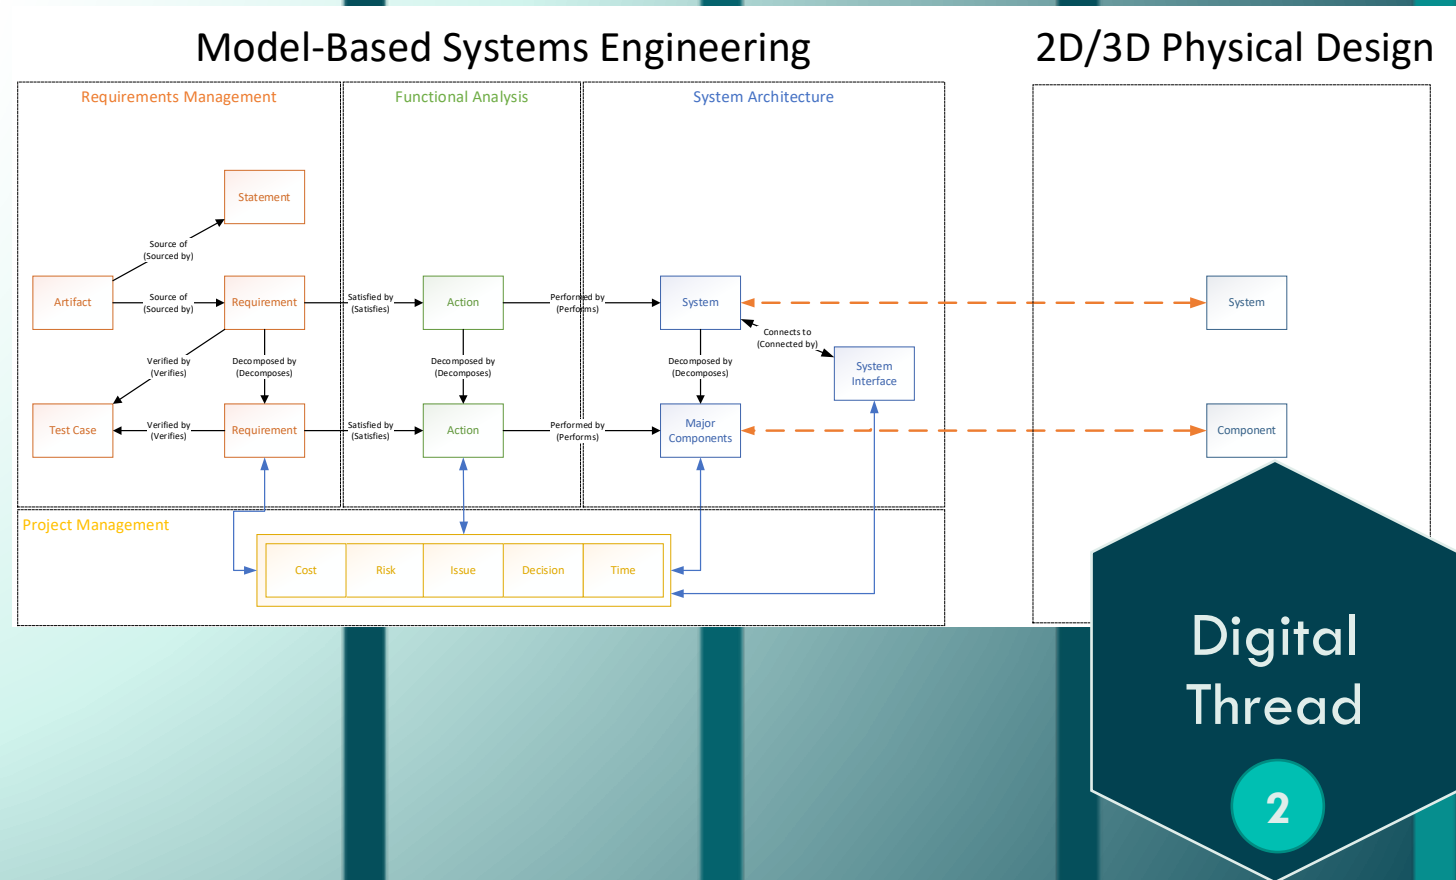 Model-Based Systems Engineering
2D/3D Physical Design
Requirements Management
Functional Analysis
System Architecture
Statement
Source of
(Sourced by)
Artifact
Source of
(Sourced by)
Requirement
Satisfied by
(Satisfies)
Action
Performed by
(Performs)
System
System
Connects to
(Connected by)
Verified by
(Verifies)
Decomposed by
(Decomposes)
Decomposed by
(Decomposes)
Decomposed by
(Decomposes)
System
Interface
Test Case
Verified by
(Verifies)
Requirement
Satisfied by
(Satisfies)
Action
Performed by
(Performs)
Major
Components
Component
Project Management
Cost
Risk
Issue
Decision
Time
Digital
Thread
2